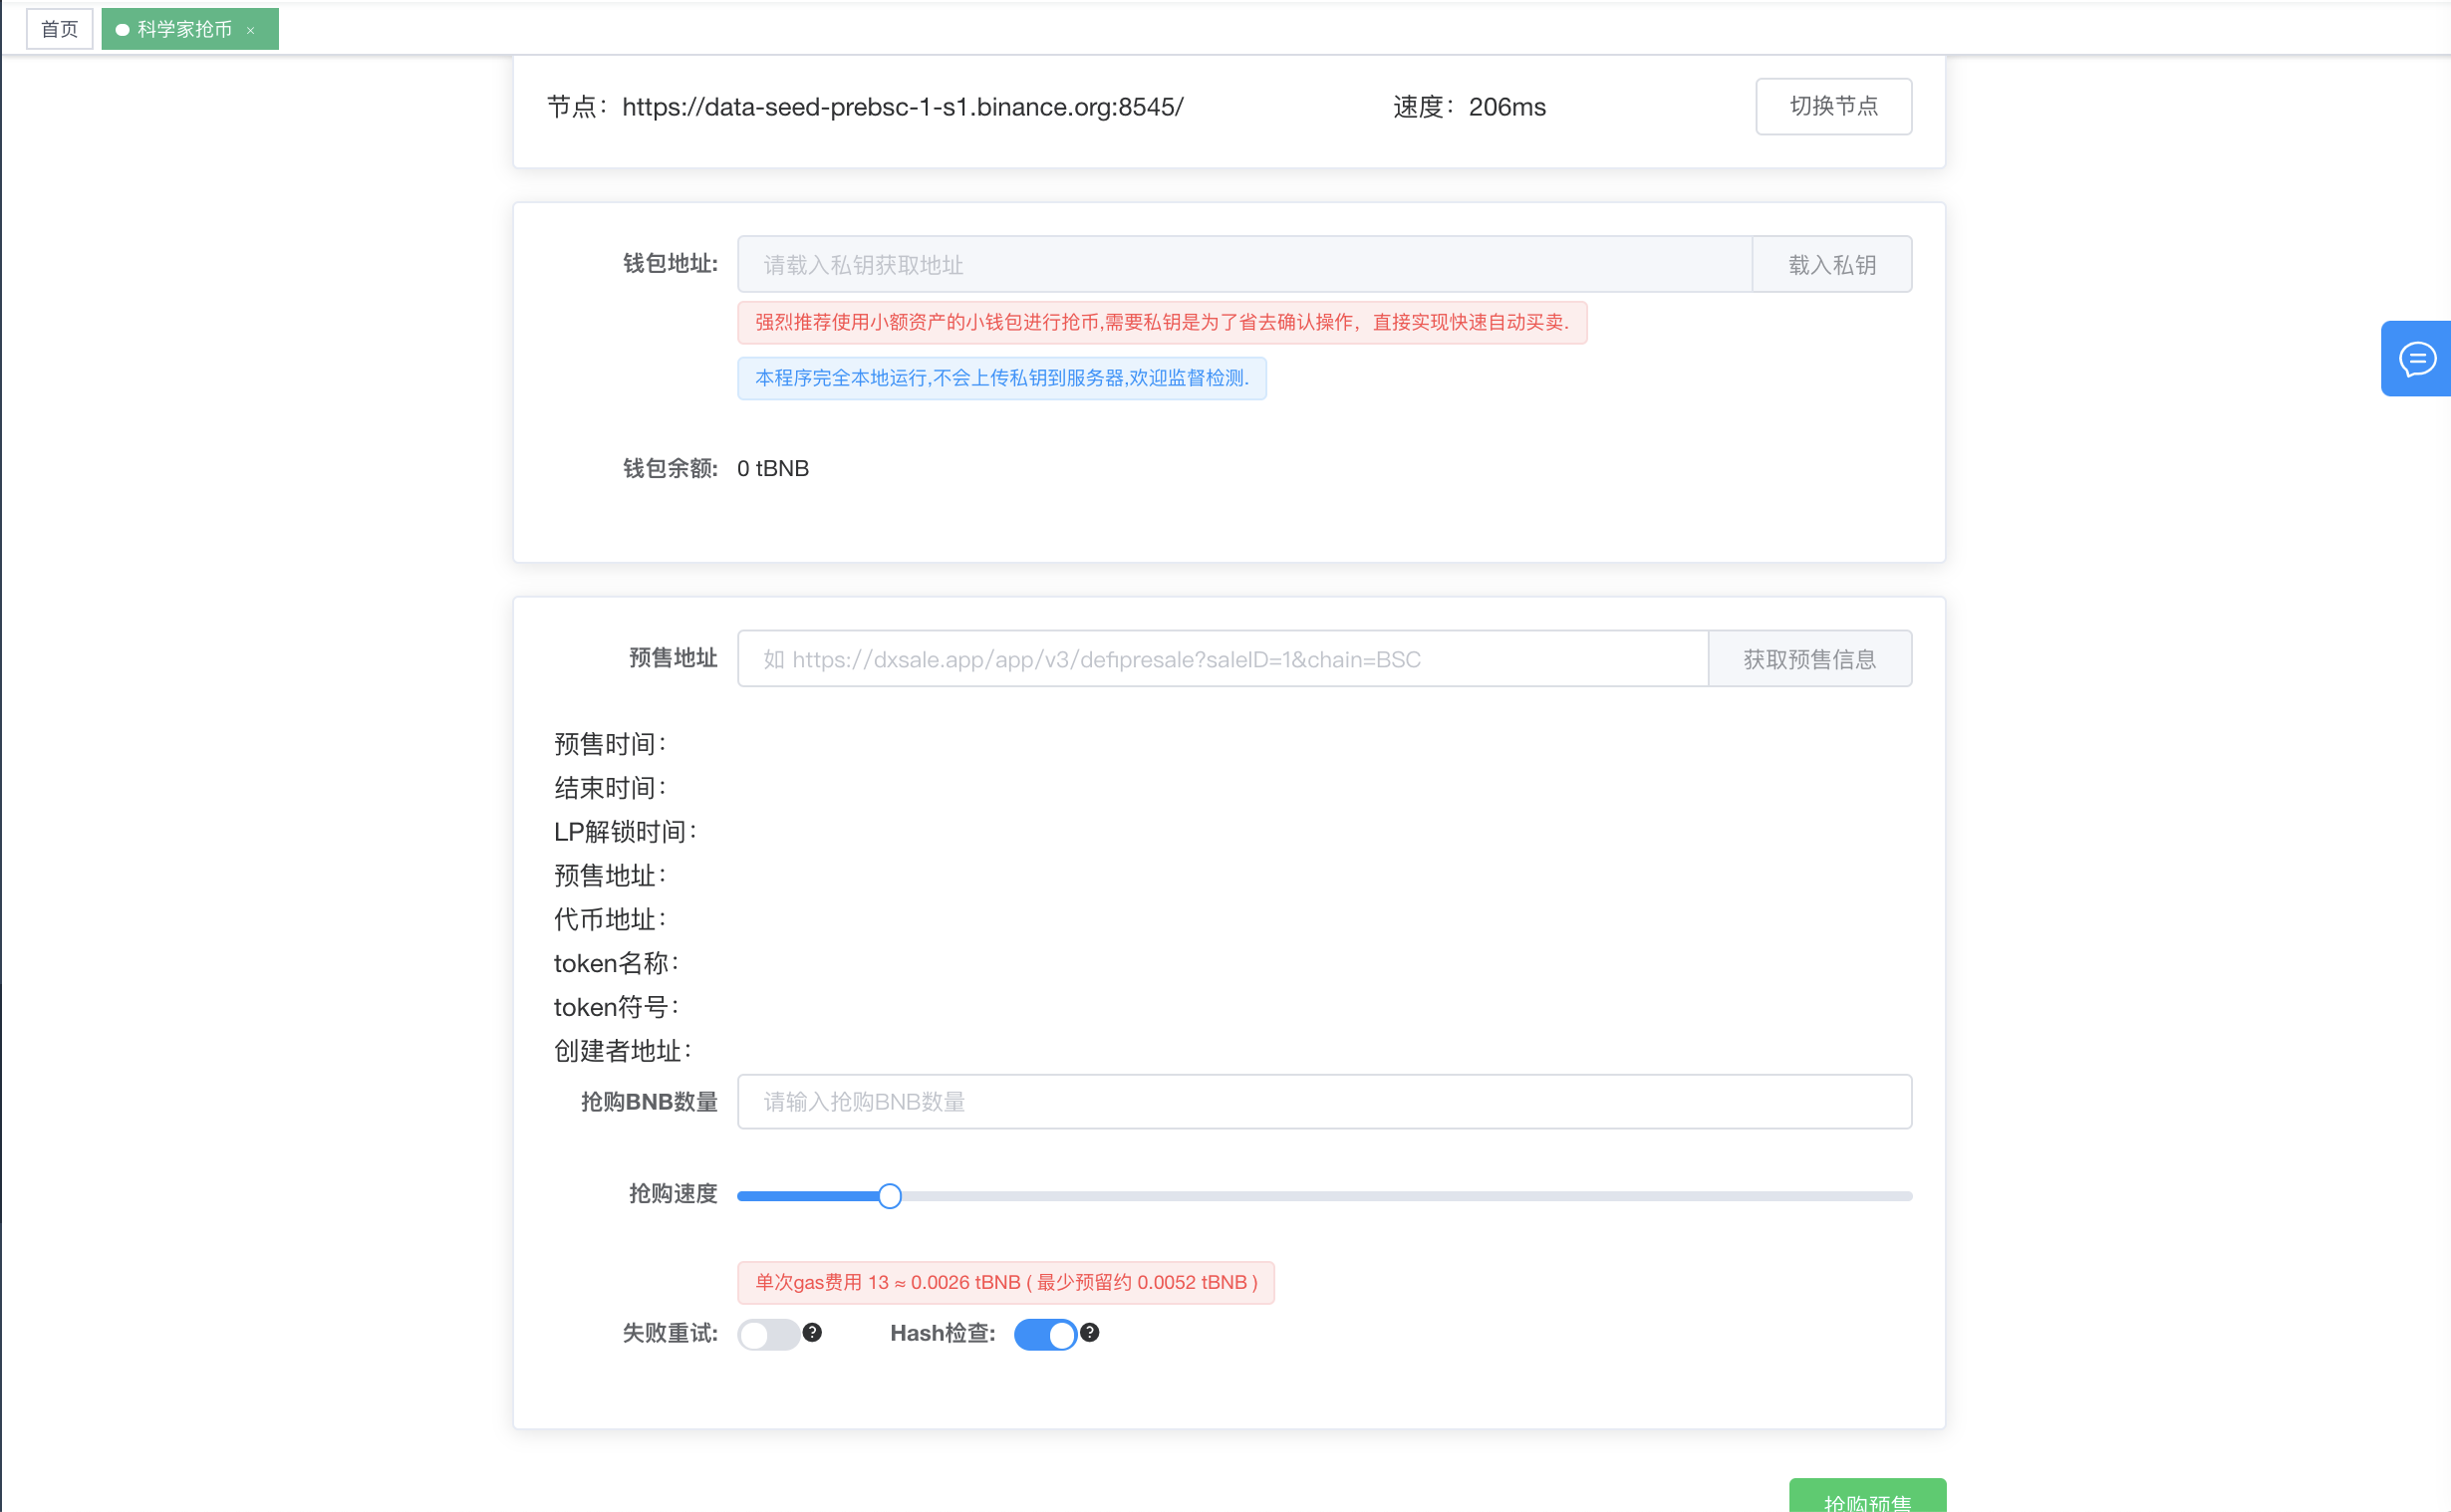 首页
科学家抢币 ×
节点：https://data-seed-prebsc-1-s1.binance.org:8545/ 速度：206ms 切换节点
钱包地址: 请载入私钥获取地址 载入私钥
强烈推荐使用小额资产的小钱包进行抢币,需要私钥是为了省去确认操作，直接实现快速自动买卖.
本程序完全本地运行,不会上传私钥到服务器,欢迎监督检测.
钱包余额: 0 tBNB
预售地址 如 https://dxsale.app/app/v3/defipresale?saleID=1&chain=BSC 获取预售信息
预售时间：
结束时间：
LP解锁时间：
预售地址：
代币地址：
token名称：
token符号：
创建者地址：
抢购BNB数量 请输入抢购BNB数量
抢购速度
单次gas费用 13 ≈ 0.0026 tBNB ( 最少预留约 0.0052 tBNB )
失败重试: ? Hash检查: ?
抢购预售